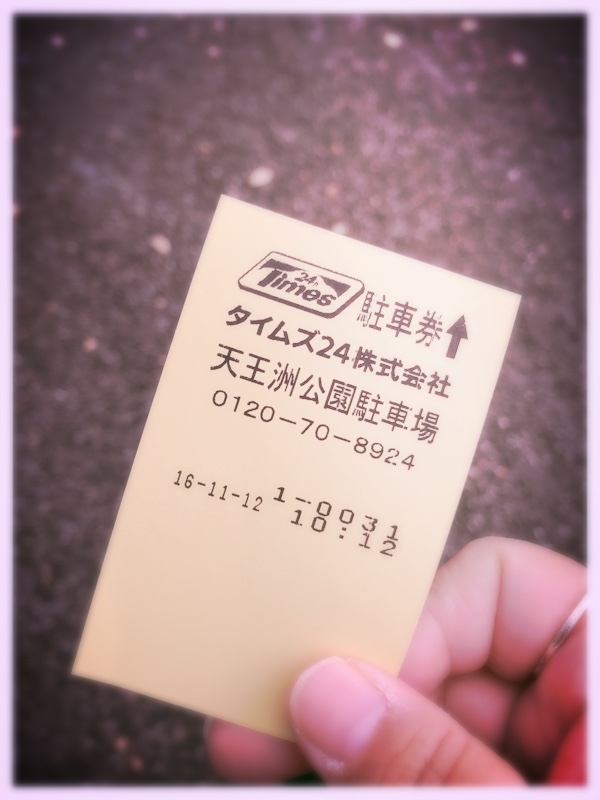 24h Times 駐車券↑
タイムズ24株式会社
天王洲公園駐車場
0120-70-8924
16-11-12 1-0031
10:12